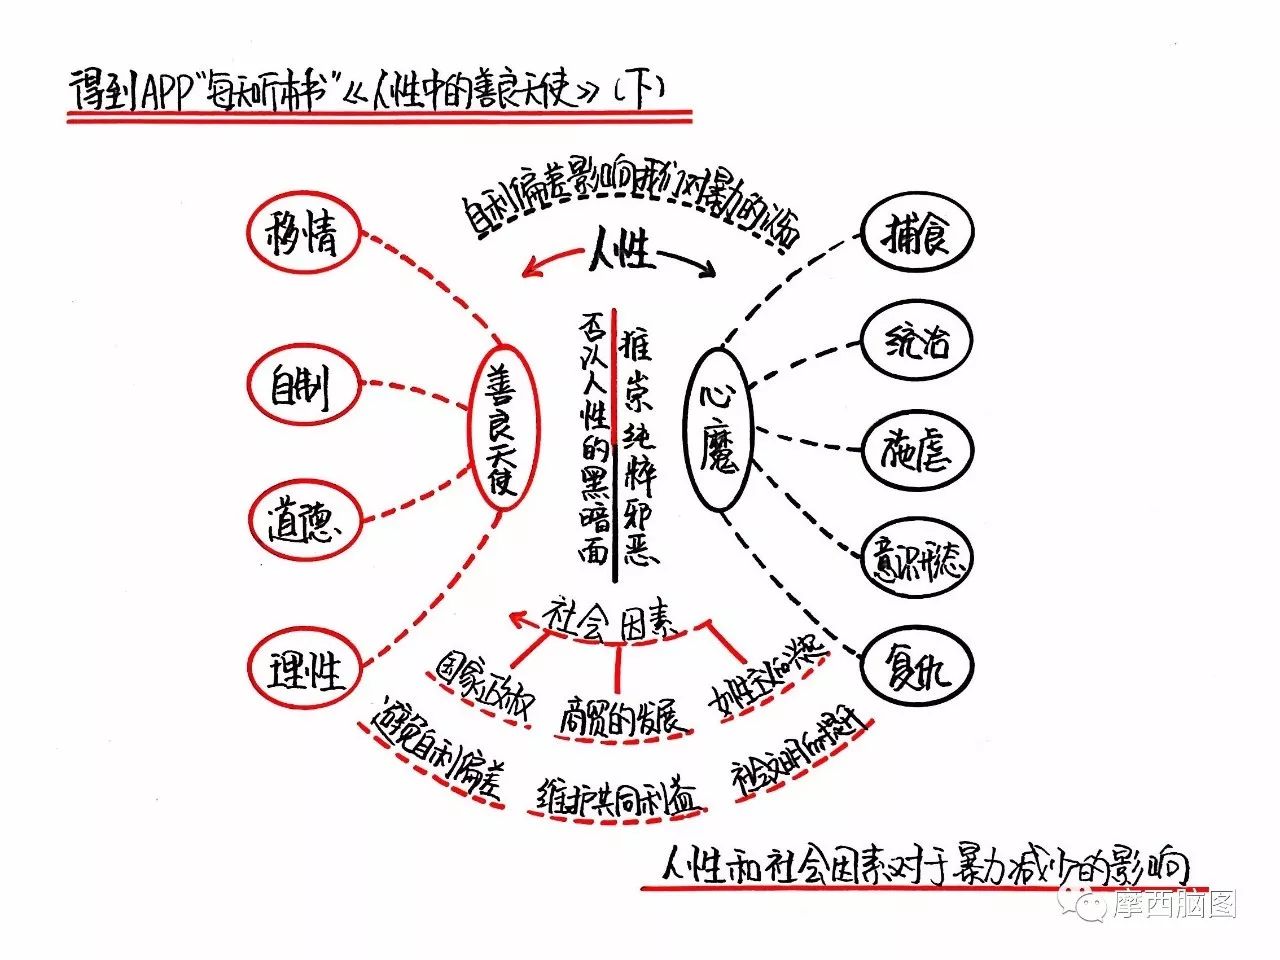 得到APP"每天听本书"《人性中的善良天使》(下)
自利偏差影响我们对暴力的认知
人性
移情
自制
道德
理性
善良天使
否认人性的黑暗面
推崇纯粹邪恶
心魔
捕食
统治
施虐
意识形态
复仇
社会因素
国家政权
商贸的发展
女性主义的兴起
避免自利偏差
维护共同利益
社会文明的提升
人性和社会因素对于暴力减少的影响
摩西脑图